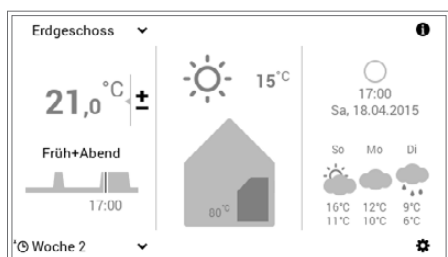 Erdgeschoss
21,0 °C ±
Früh+Abend
17:00
Woche 2
15°C
80°C
17:00
Sa, 18.04.2015
So Mo Di
16°C 12°C 9°C
11°C 10°C 6°C